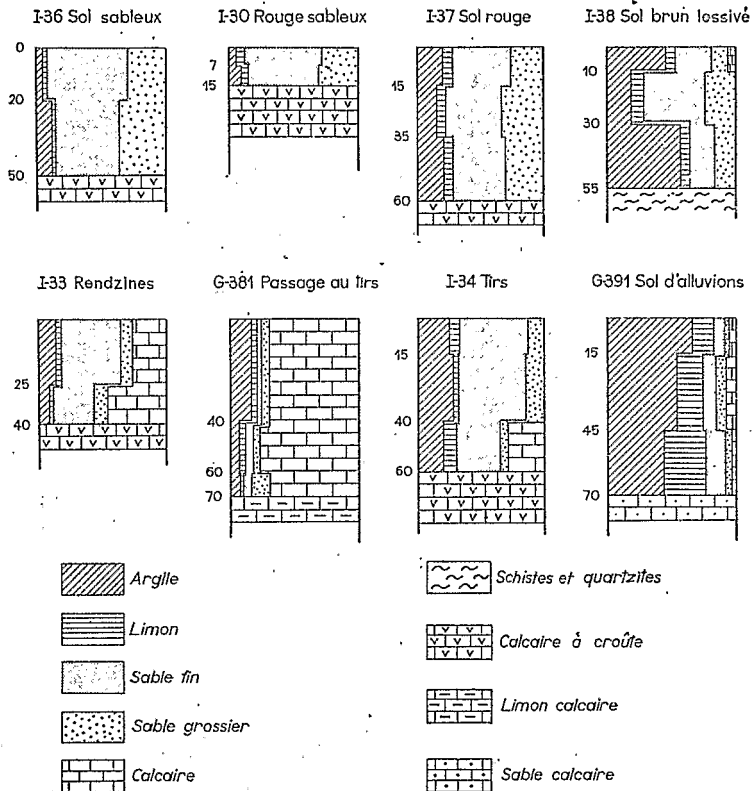 I-36 Sol sableux
I-30 Rouge sableux
I-37 Sol rouge
I-38 Sol brun lessivé
0
20
50
7
15
15
35
60
10
30
55
I-33 Rendzines
G-381 Passage au tirs
I-34 Tirs
G-391 Sol d'alluvions
25
40
40
60
70
15
40
60
15
45
70
Argile
Limon
Sable fin
Sable grossier
Calcaire
Schistes et quartzites
Calcaire à croûte
Limon calcaire
Sable calcaire